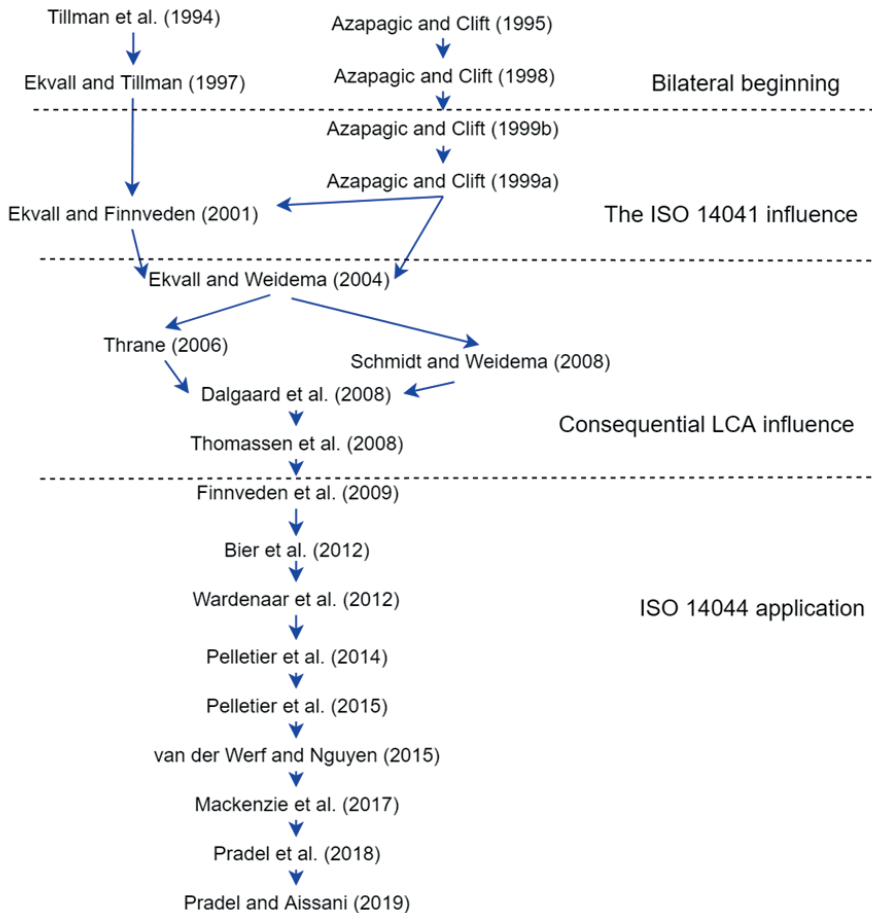 Tillman et al. (1994)
Azapagic and Clift (1995)
Ekvall and Tillman (1997)
Azapagic and Clift (1998)
Bilateral beginning
Azapagic and Clift (1999b)
Azapagic and Clift (1999a)
Ekvall and Finnveden (2001)
The ISO 14041 influence
Ekvall and Weidema (2004)
Thrane (2006)
Schmidt and Weidema (2008)
Dalgaard et al. (2008)
Consequential LCA influence
Thomassen et al. (2008)
Finnveden et al. (2009)
Bier et al. (2012)
Wardenaar et al. (2012)
ISO 14044 application
Pelletier et al. (2014)
Pelletier et al. (2015)
van der Werf and Nguyen (2015)
Mackenzie et al. (2017)
Pradel et al. (2018)
Pradel and Aissani (2019)